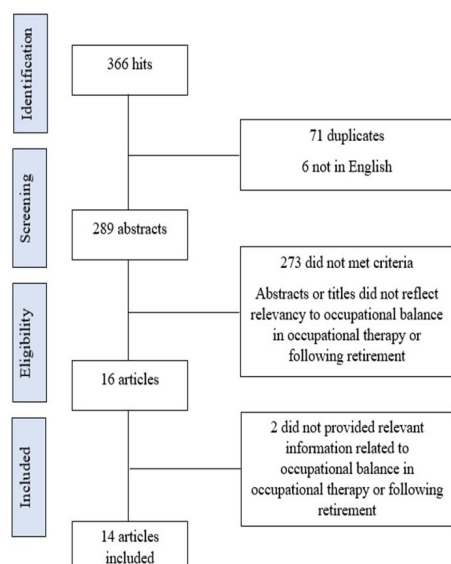 Identification
366 hits
71 duplicates
6 not in English
Screening
289 abstracts
273 did not met criteria
Abstracts or titles did not reflect
relevancy to occupational balance
in occupational therapy or
following retirement
Eligibility
16 articles
2 did not provided relevant
information related to
occupational balance in
occupational therapy or following
retirement
Included
14 articles
included